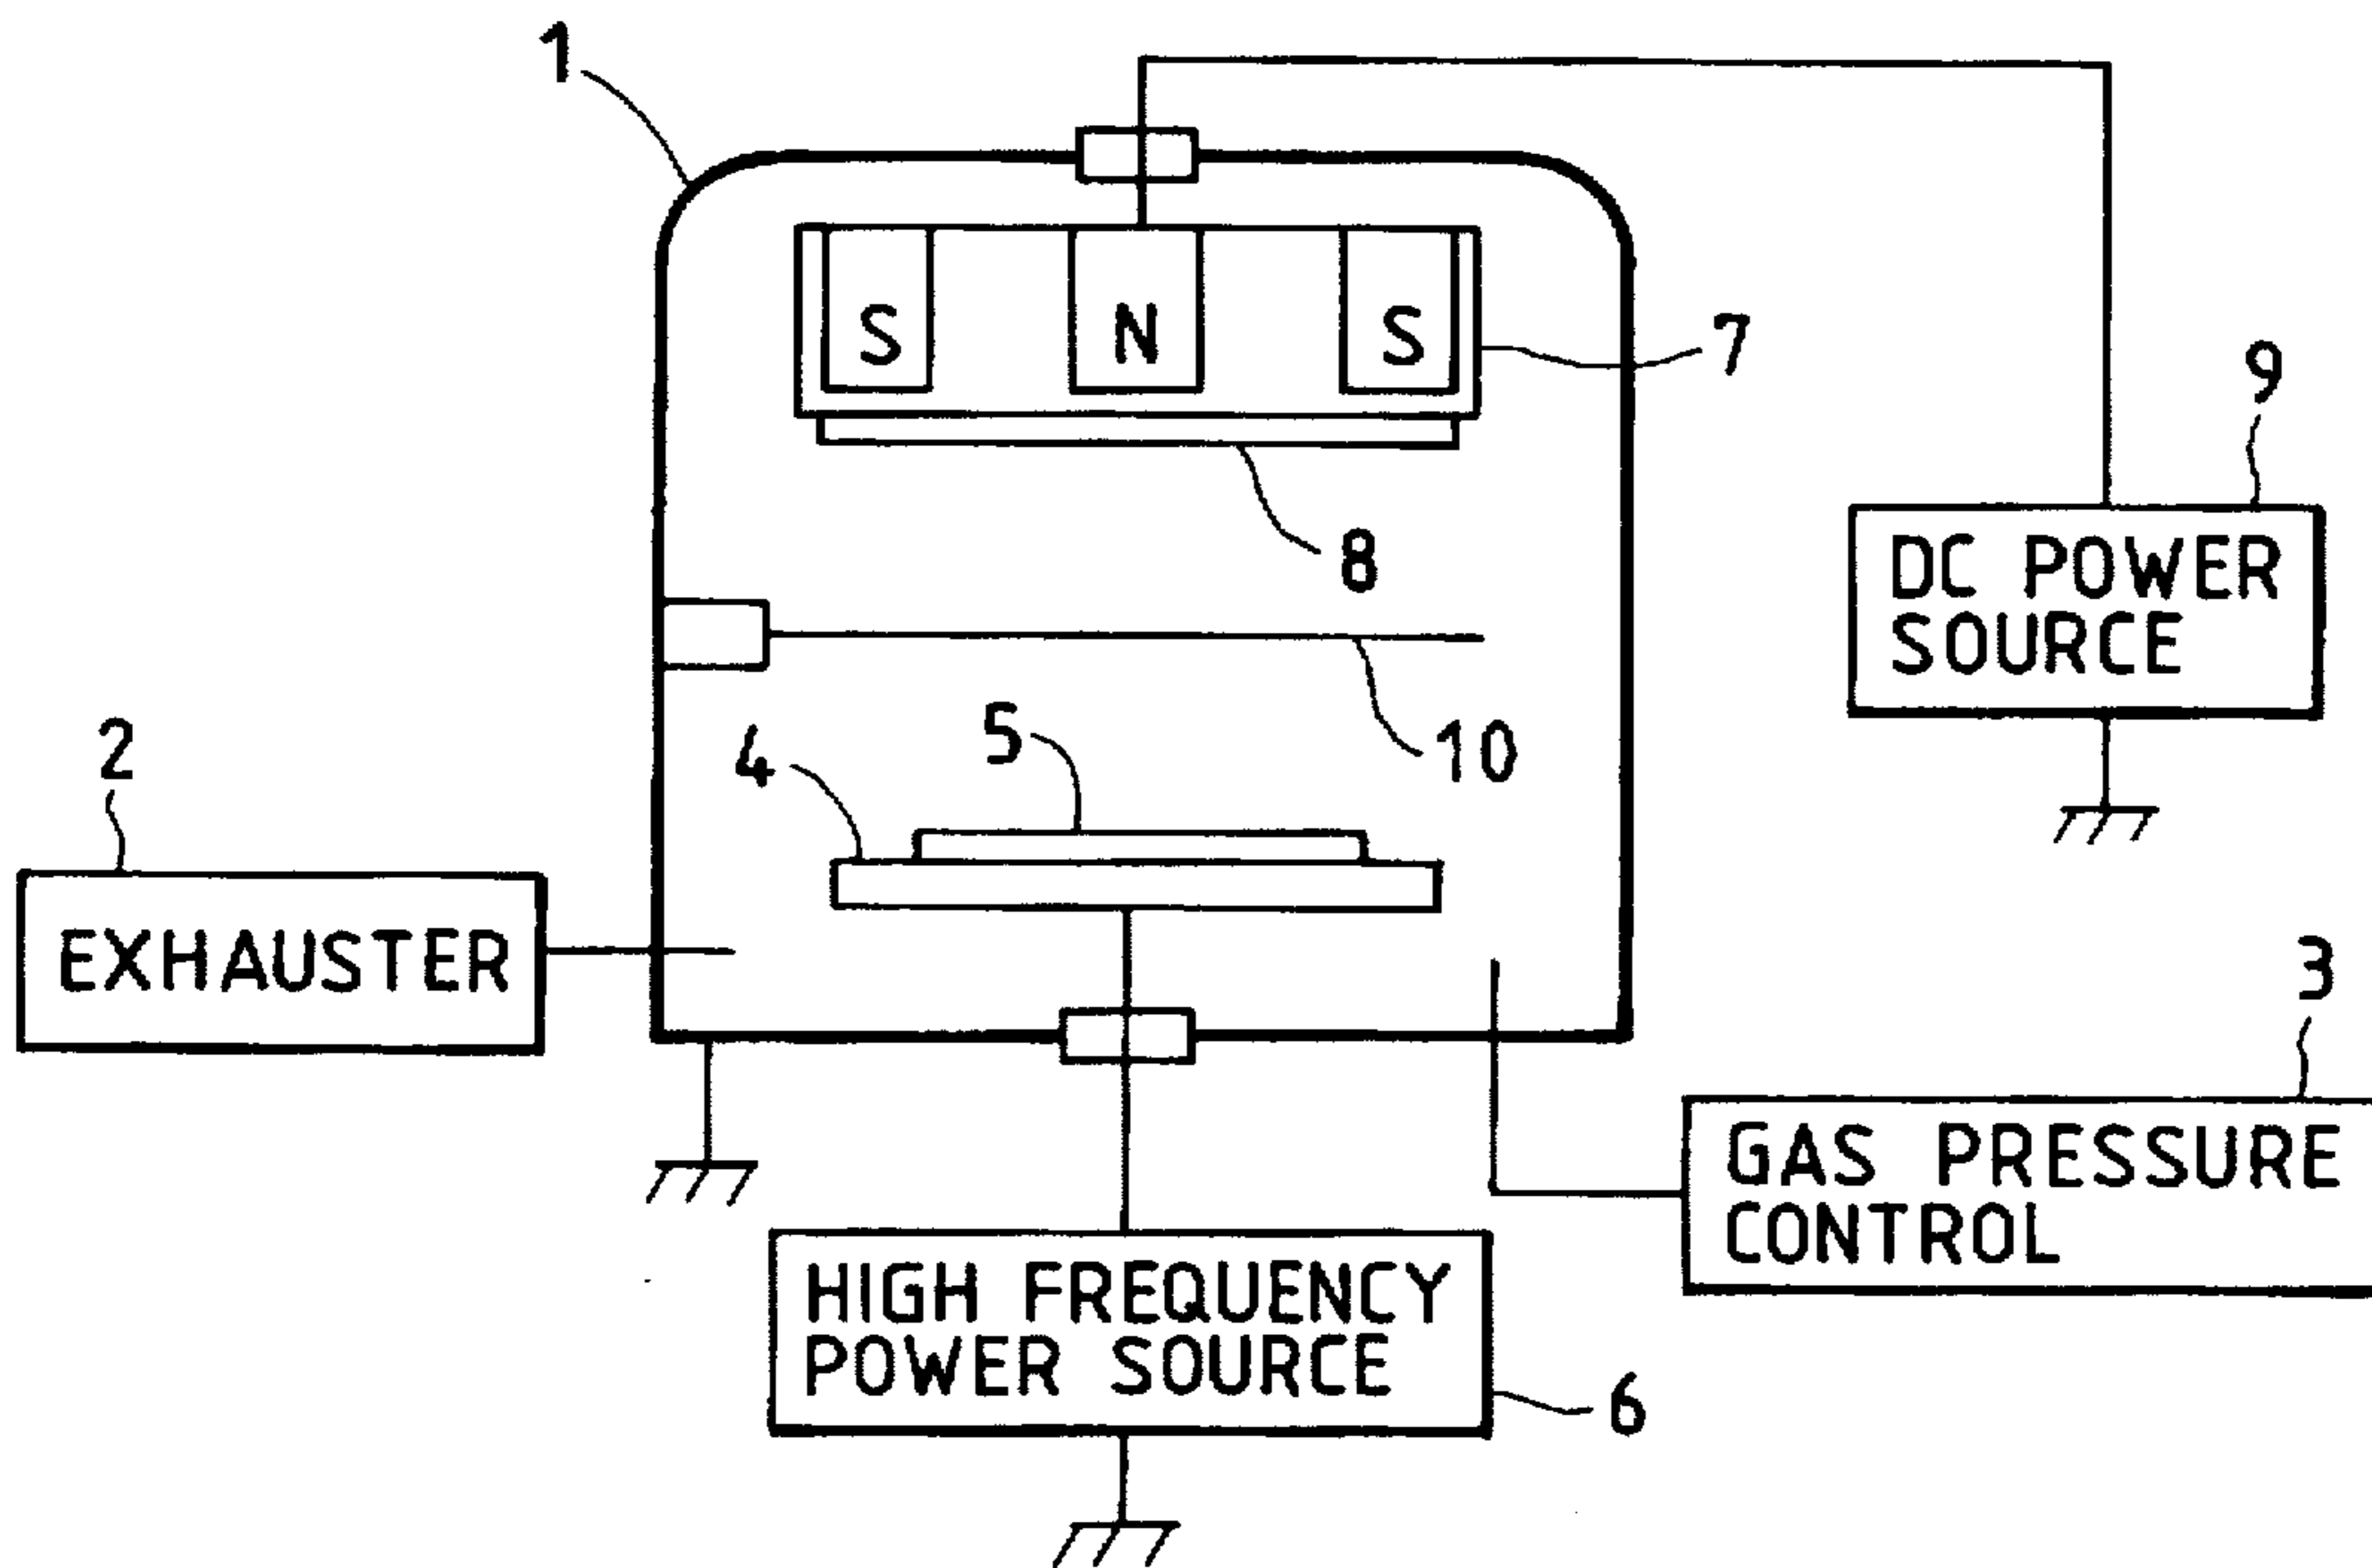 1
S N S
7
9
8
DC POWER
SOURCE
2
4
5
10
EXHAUSTER
3
GAS PRESSURE
CONTROL
HIGH FREQUENCY
POWER SOURCE
6